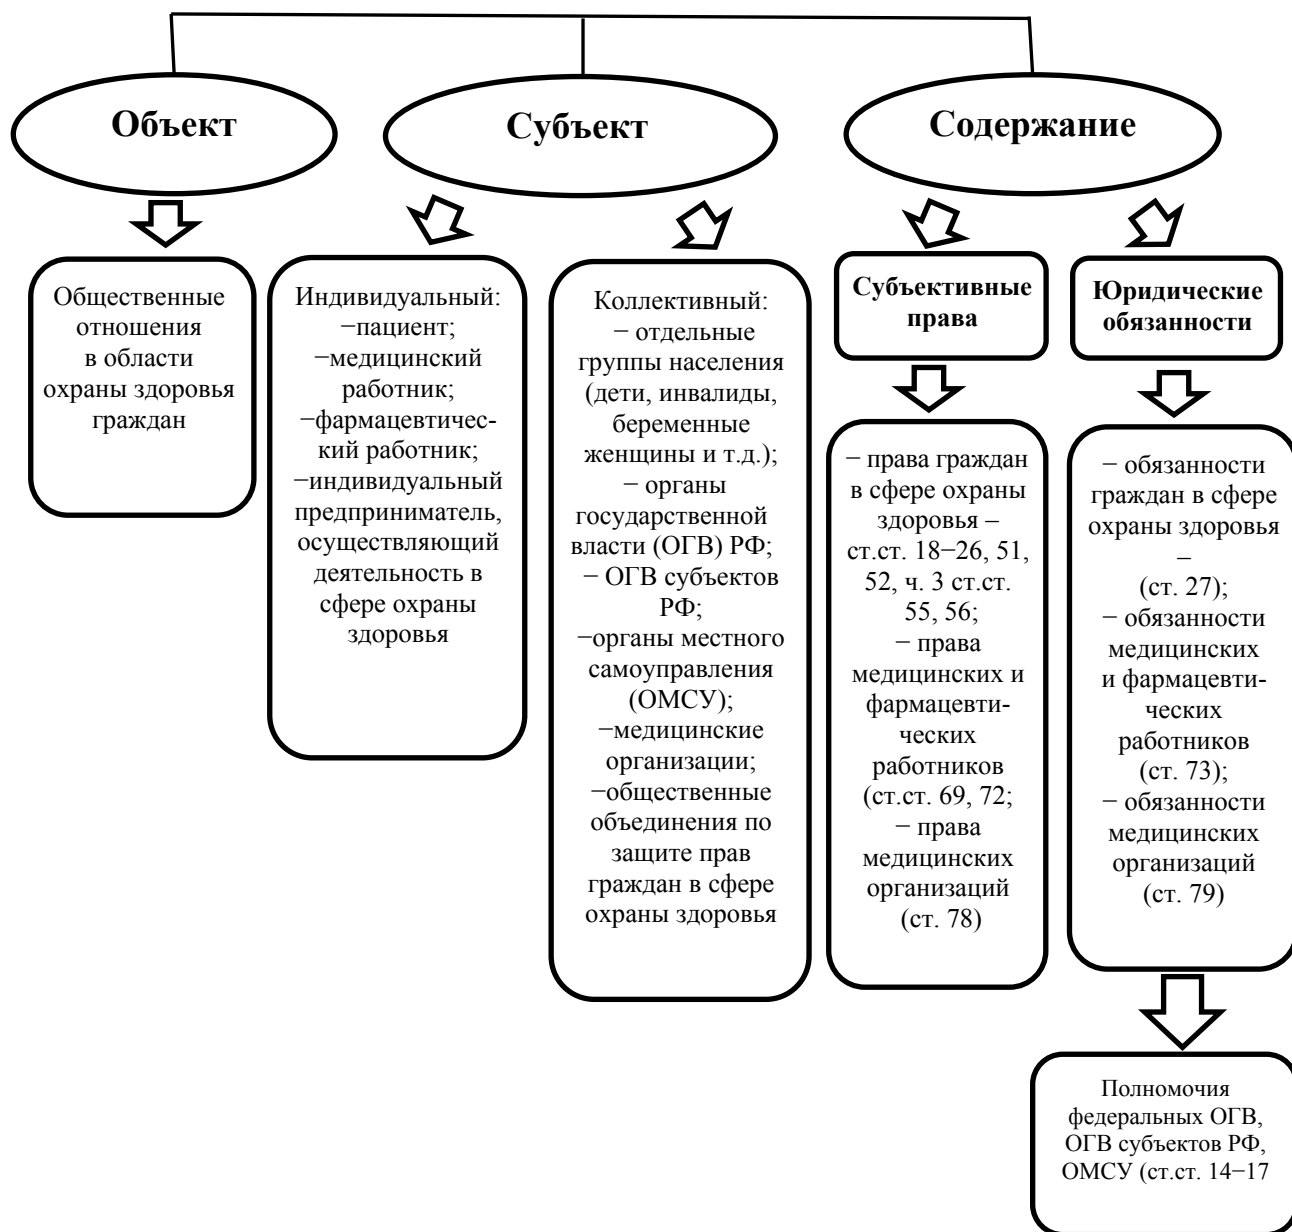 Объект
Субъект
Содержание
Общественные
отношения
в области
охраны здоровья
граждан
Индивидуальный:
−пациент;
−медицинский
работник;
−фармацевтичес-
кий работник;
−индивидуальный
предприниматель,
осуществляющий
деятельность в
сфере охраны
здоровья
Коллективный:
− отдельные
группы населения
(дети, инвалиды,
беременные
женщины и т.д.);
− органы
государственной
власти (ОГВ) РФ;
− ОГВ субъектов
РФ;
−органы местного
самоуправления
(ОМСУ);
−медицинские
организации;
−общественные
объединения по
защите прав
граждан в сфере
охраны здоровья
Субъективные
права
− права граждан
в сфере охраны
здоровья –
ст.ст. 18−26, 51,
52, ч. 3 ст.ст.
55, 56;
− права
медицинских и
фармацевти-
ческих
работников
(ст.ст. 69, 72;
− права
медицинских
организаций
(ст. 78)
Юридические
обязанности
− обязанности
граждан в сфере
охраны здоровья
–
(ст. 27);
− обязанности
медицинских
и фармацевти-
ческих
работников
(ст. 73);
− обязанности
медицинских
организаций
(ст. 79)
Полномочия
федеральных ОГВ,
ОГВ субъектов РФ,
ОМСУ (ст.ст. 14−17